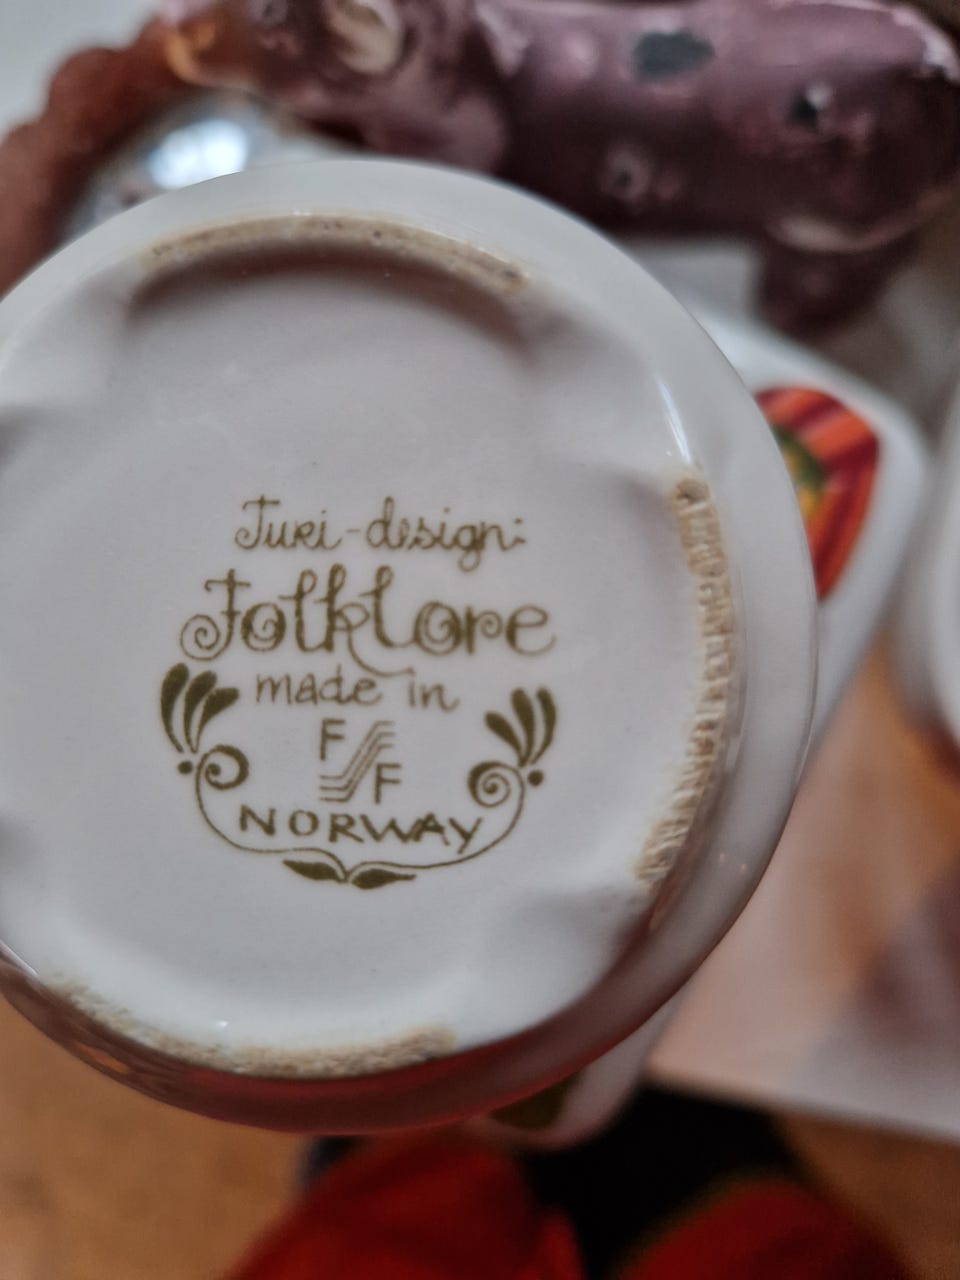 Turi-design:
Folklore
made in
F
F
NORWAY